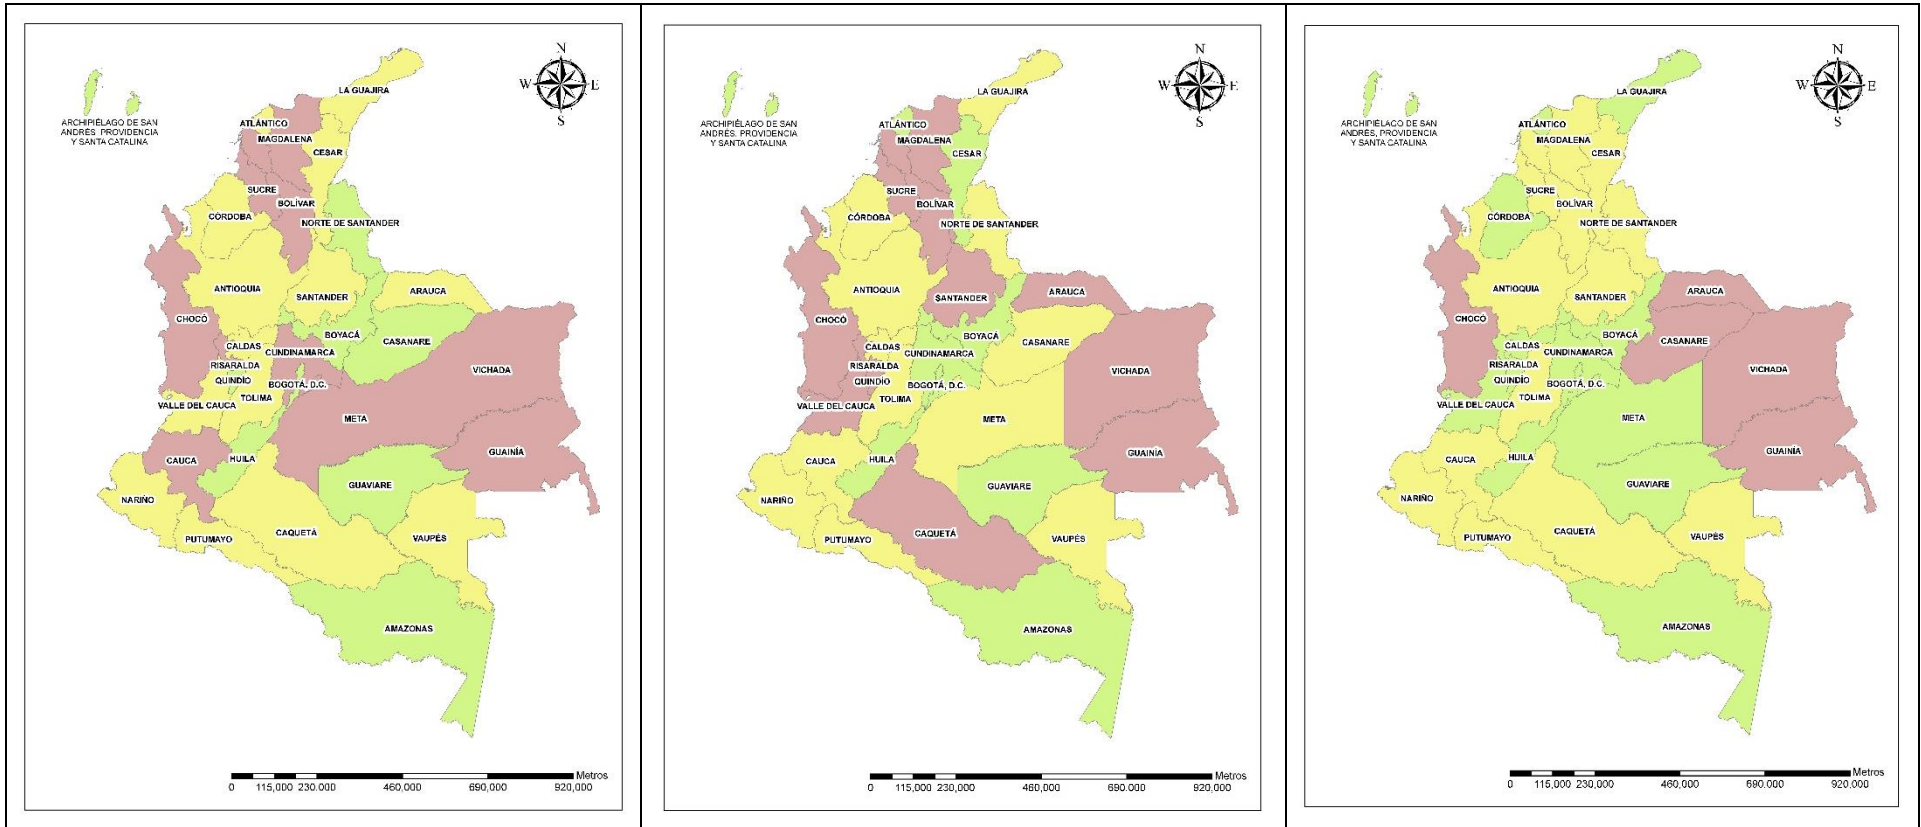 N
W E
S
LA GUAJIRA
ARCHIPIÉLAGO DE SAN
ANDRÉS, PROVIDENCIA
Y SANTA CATALINA
ATLÁNTICO
MAGDALENA
CESAR
SUCRE
BOLÍVAR
CÓRDOBA
NORTE DE SANTANDER
ANTIOQUIA
SANTANDER
ARAUCA
CHOCÓ
BOYACÁ
CASANARE
CALDAS
CUNDINAMARCA
RISARALDA
VICHADA
QUINDÍO
BOGOTÁ, D.C.
TOLIMA
VALLE DEL CAUCA
META
GUAINÍA
CAUCA
HUILA
GUAVIARE
NARIÑO
CAQUETÁ
PUTUMAYO
VAUPÉS
AMAZONAS
Metros
0 115,000 230,000 460,000 690,000 920,000
N
W E
S
LA GUAJIRA
ARCHIPIÉLAGO DE SAN
ANDRÉS, PROVIDENCIA
Y SANTA CATALINA
ATLÁNTICO
MAGDALENA
CESAR
SUCRE
BOLÍVAR
CÓRDOBA
NORTE DE SANTANDER
ANTIOQUIA
SANTANDER
ARAUCA
CHOCÓ
BOYACÁ
CASANARE
CALDAS
CUNDINAMARCA
RISARALDA
VICHADA
QUINDÍO
BOGOTÁ, D.C.
TOLIMA
VALLE DEL CAUCA
META
GUAINÍA
CAUCA
HUILA
GUAVIARE
NARIÑO
CAQUETÁ
PUTUMAYO
VAUPÉS
AMAZONAS
Metros
0 115,000 230,000 460,000 690,000 920,000
N
W E
S
LA GUAJIRA
ARCHIPIÉLAGO DE SAN
ANDRÉS, PROVIDENCIA
Y SANTA CATALINA
ATLÁNTICO
MAGDALENA
CESAR
SUCRE
BOLÍVAR
CÓRDOBA
NORTE DE SANTANDER
ANTIOQUIA
SANTANDER
ARAUCA
CHOCÓ
BOYACÁ
CASANARE
CALDAS
CUNDINAMARCA
RISARALDA
VICHADA
QUINDÍO
BOGOTÁ, D.C.
TOLIMA
VALLE DEL CAUCA
META
GUAINÍA
CAUCA
HUILA
GUAVIARE
NARIÑO
CAQUETÁ
PUTUMAYO
VAUPÉS
AMAZONAS
Metros
0 115,000 230,000 460,000 690,000 920,000